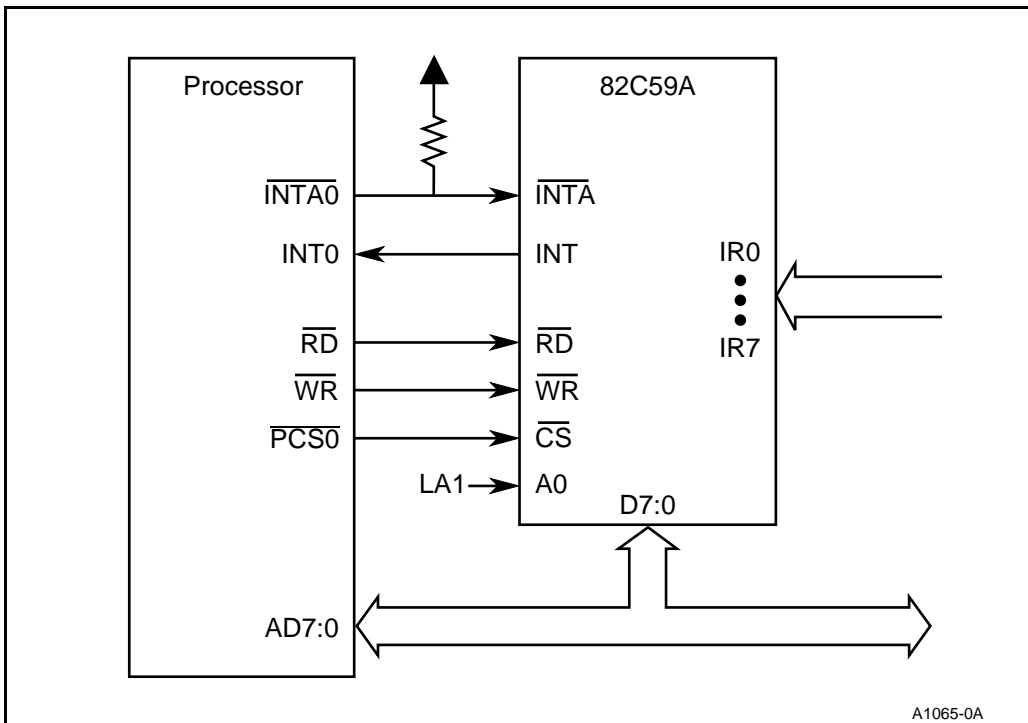 Processor
82C59A
INTA0
INTA
INT0
INT
IR0
IR7
RD
RD
WR
WR
PCS0
CS
LA1
A0
D7:0
AD7:0
A1065-0A